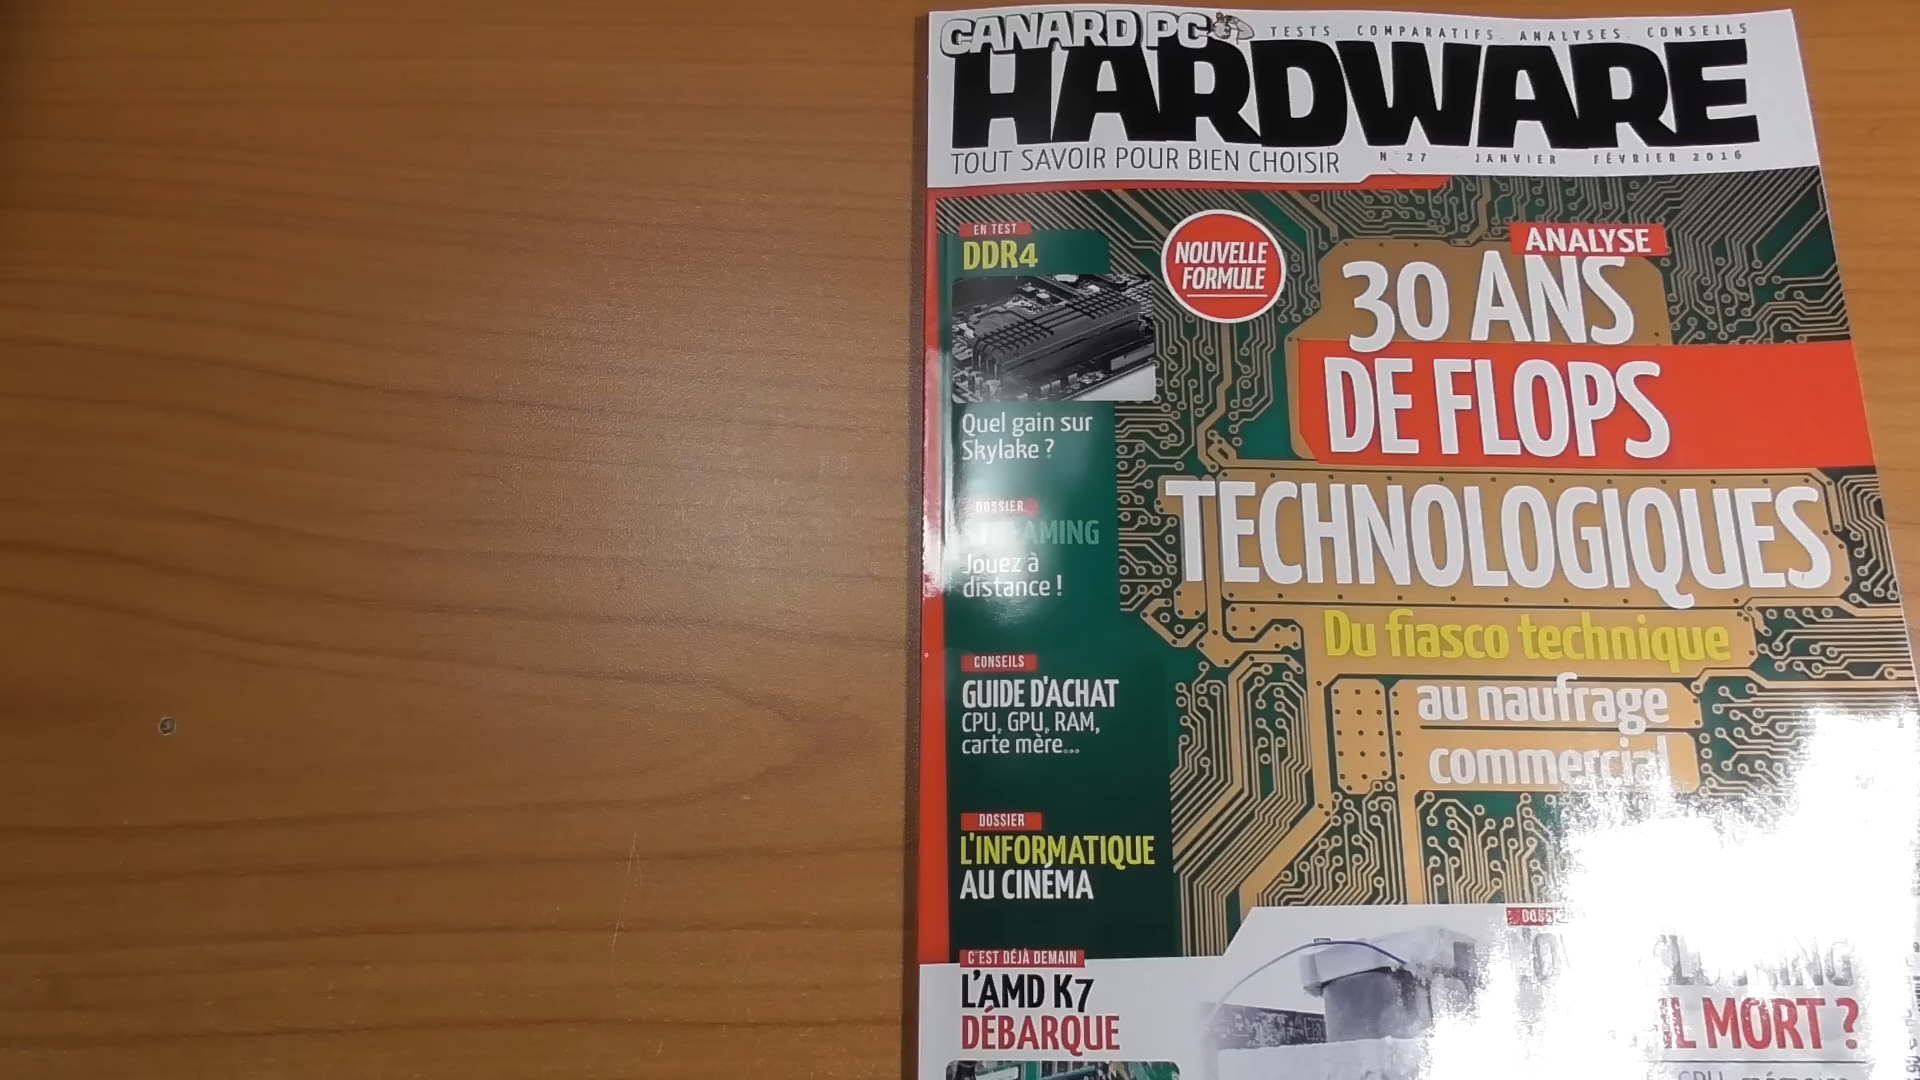 CANARD PC
TESTS. COMPARATIFS. ANALYSES. CONSEILS
HARDWARE
TOUT SAVOIR POUR BIEN CHOISIR
N°27 - JANVIER FÉVRIER 2016
EN TEST
DDR4
Quel gain sur
Skylake ?
DOSSIER
STREAMING
Jouez à
distance !
CONSEILS
GUIDE D'ACHAT
CPU, GPU, RAM,
carte mère...
DOSSIER
L'INFORMATIQUE
AU CINÉMA
C'EST DÉJÀ DEMAIN
L'AMD K7
DÉBARQUE
NOUVELLE
FORMULE
ANALYSE
30 ANS
DE FLOPS
TECHNOLOGIQUES
Du fiasco technique
au naufrage
commercial
DOSSIER
MORT ?